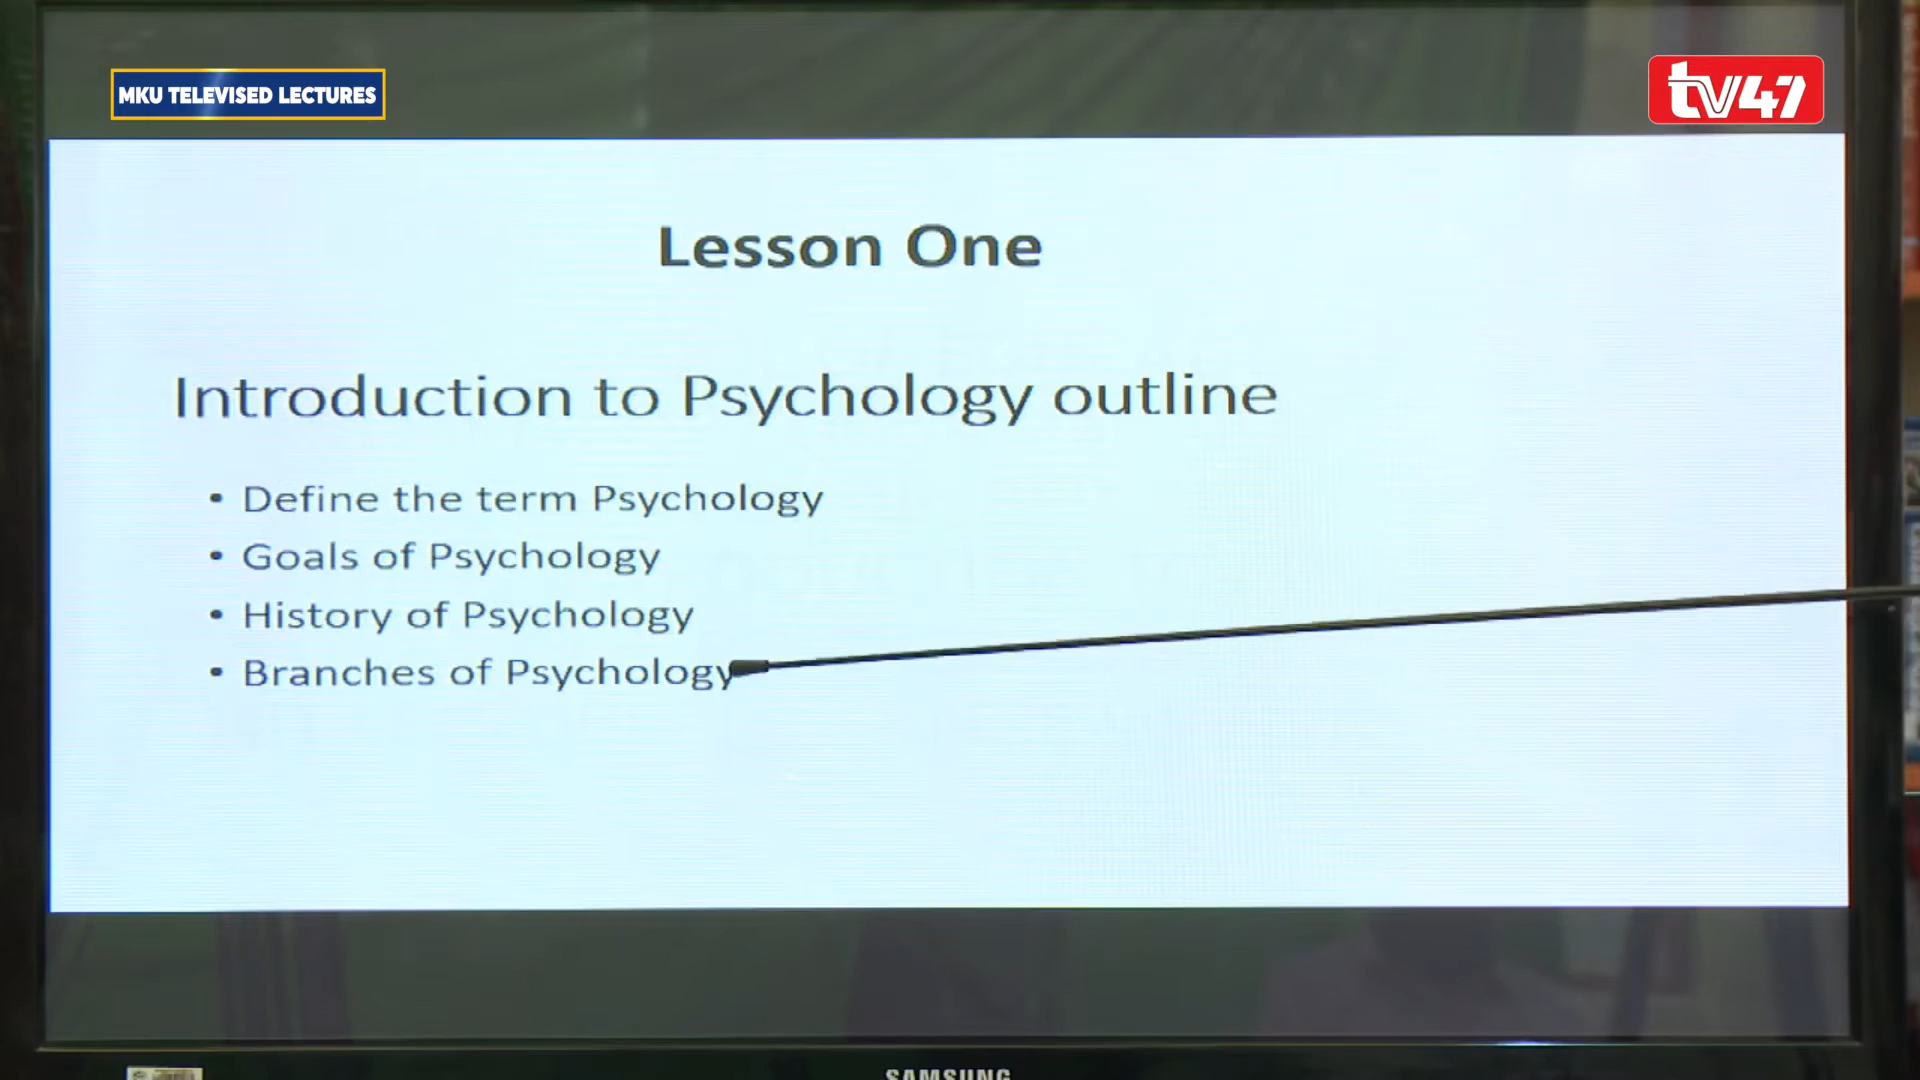 MKU TELEVISED LECTURES
tv47
Lesson One
Introduction to Psychology outline
• Define the term Psychology
• Goals of Psychology
• History of Psychology
• Branches of Psychology
SAMSUNG